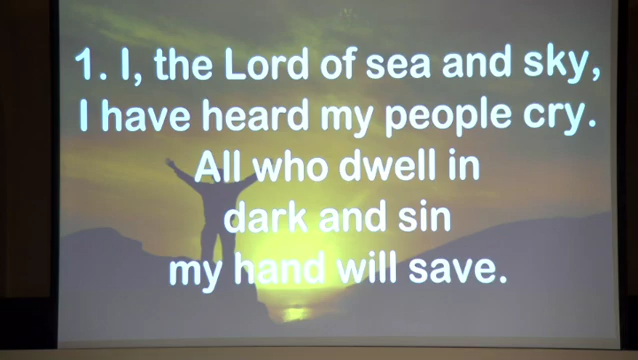 1. I, the Lord of sea and sky,
I have heard my people cry.
All who dwell in
dark and sin
my hand will save.